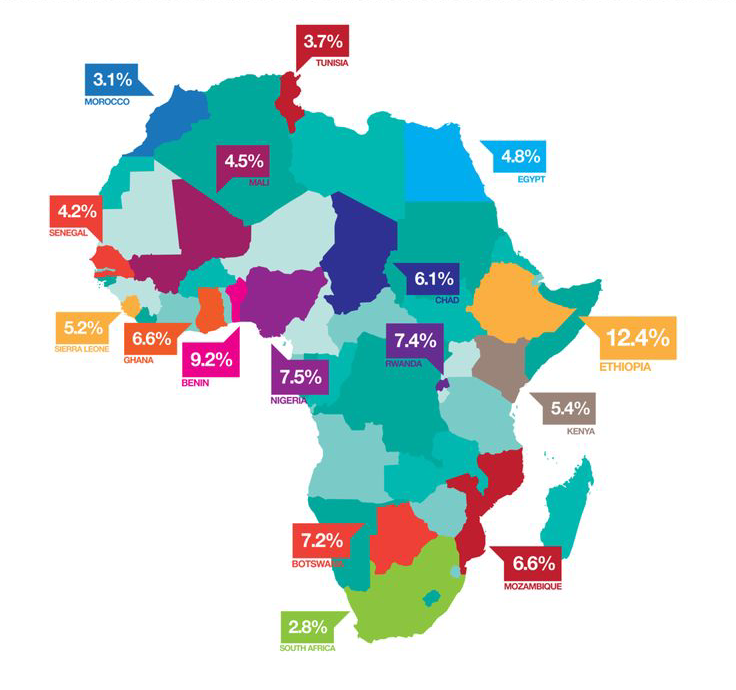 3.7%
TUNISIA
3.1%
MOROCCO
4.5%
MALI
4.8%
EGYPT
4.2%
SENEGAL
6.1%
CHAD
5.2%
SIERRA LEONE
6.6%
GHANA
9.2%
BENIN
7.5%
NIGERIA
7.4%
RWANDA
12.4%
ETHIOPIA
5.4%
KENYA
7.2%
BOTSWANA
6.6%
MOZAMBIQUE
2.8%
SOUTH AFRICA